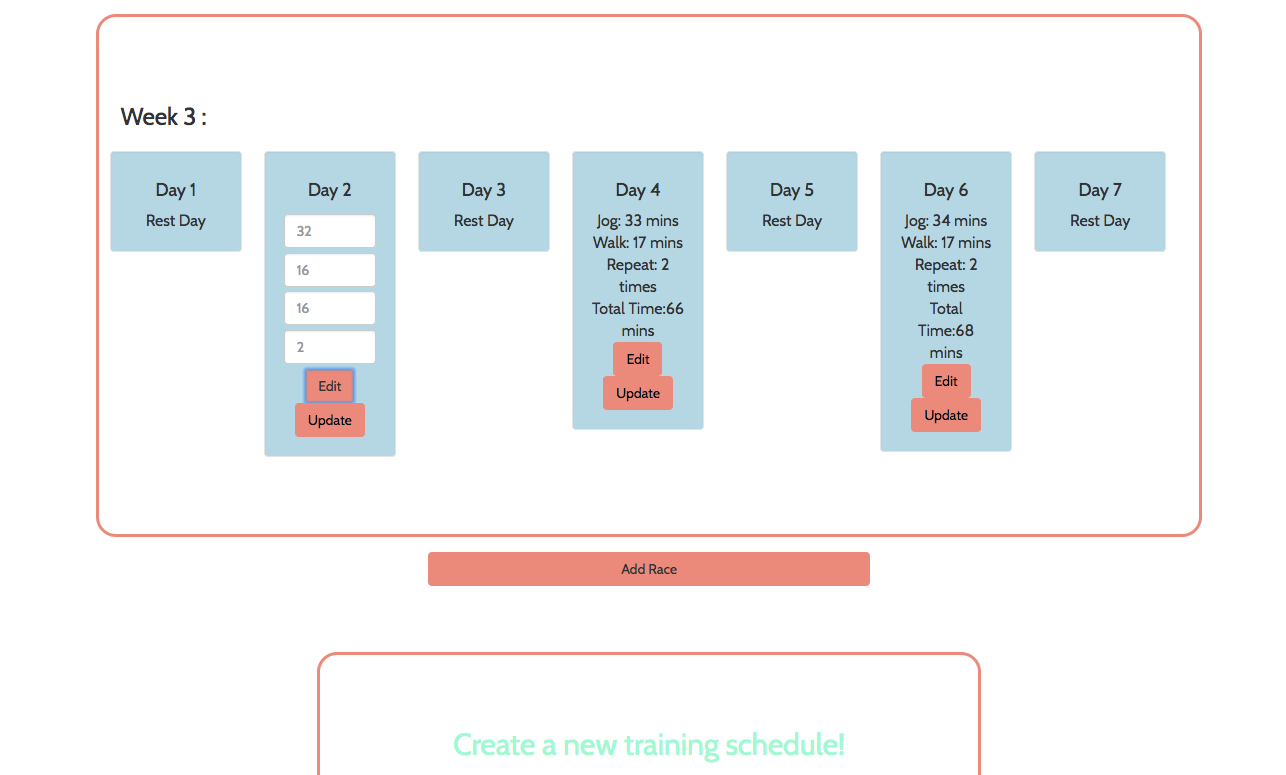 Week 3 :
Day 1
Rest Day
Day 2
32
16
16
2
Edit
Update
Day 3
Rest Day
Day 4
Jog: 33 mins
Walk: 17 mins
Repeat: 2
times
Total Time:66
mins
Edit
Update
Day 5
Rest Day
Day 6
Jog: 34 mins
Walk: 17 mins
Repeat: 2
times
Total
Time:68
mins
Edit
Update
Day 7
Rest Day
Add Race
Create a new training schedule!